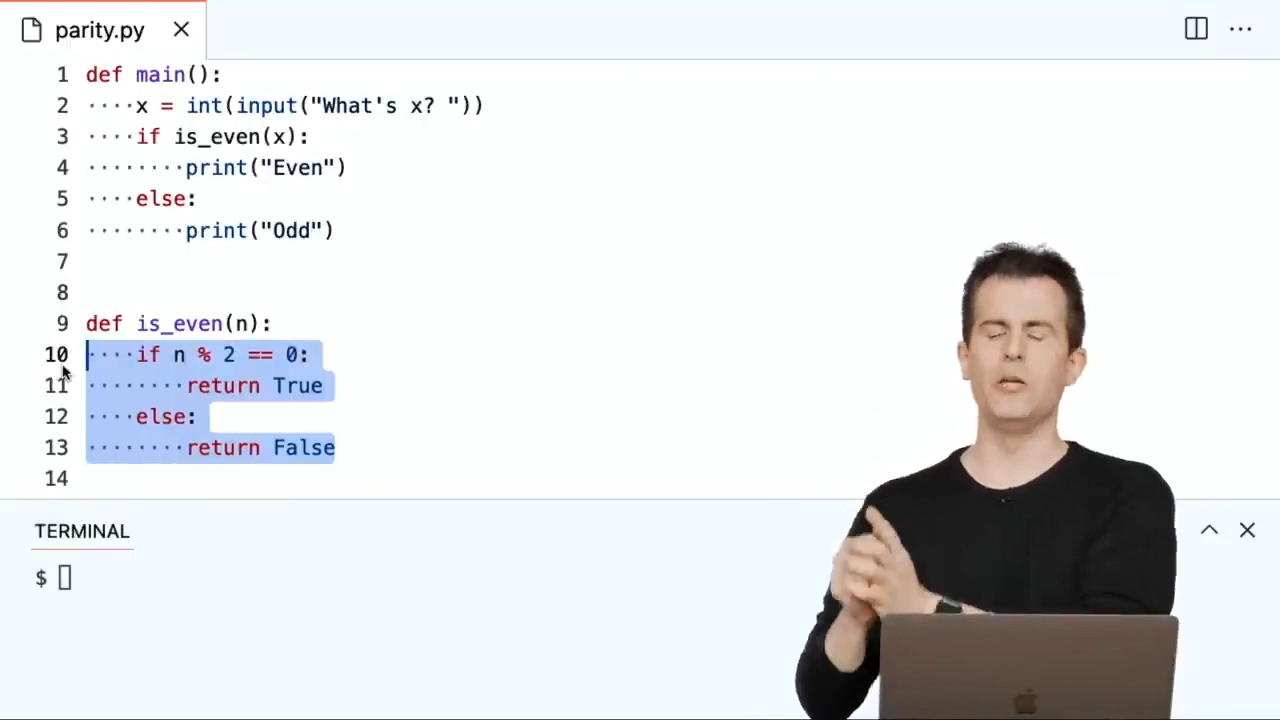 parity.py
1 def main():
2 ····x = int(input("What's x? "))
3 ····if is_even(x):
4 ········print("Even")
5 ····else:
6 ········print("Odd")
7
8
9 def is_even(n):
10 ····if n % 2 == 0:
11 ········return True
12 ····else:
13 ········return False
14
TERMINAL
$